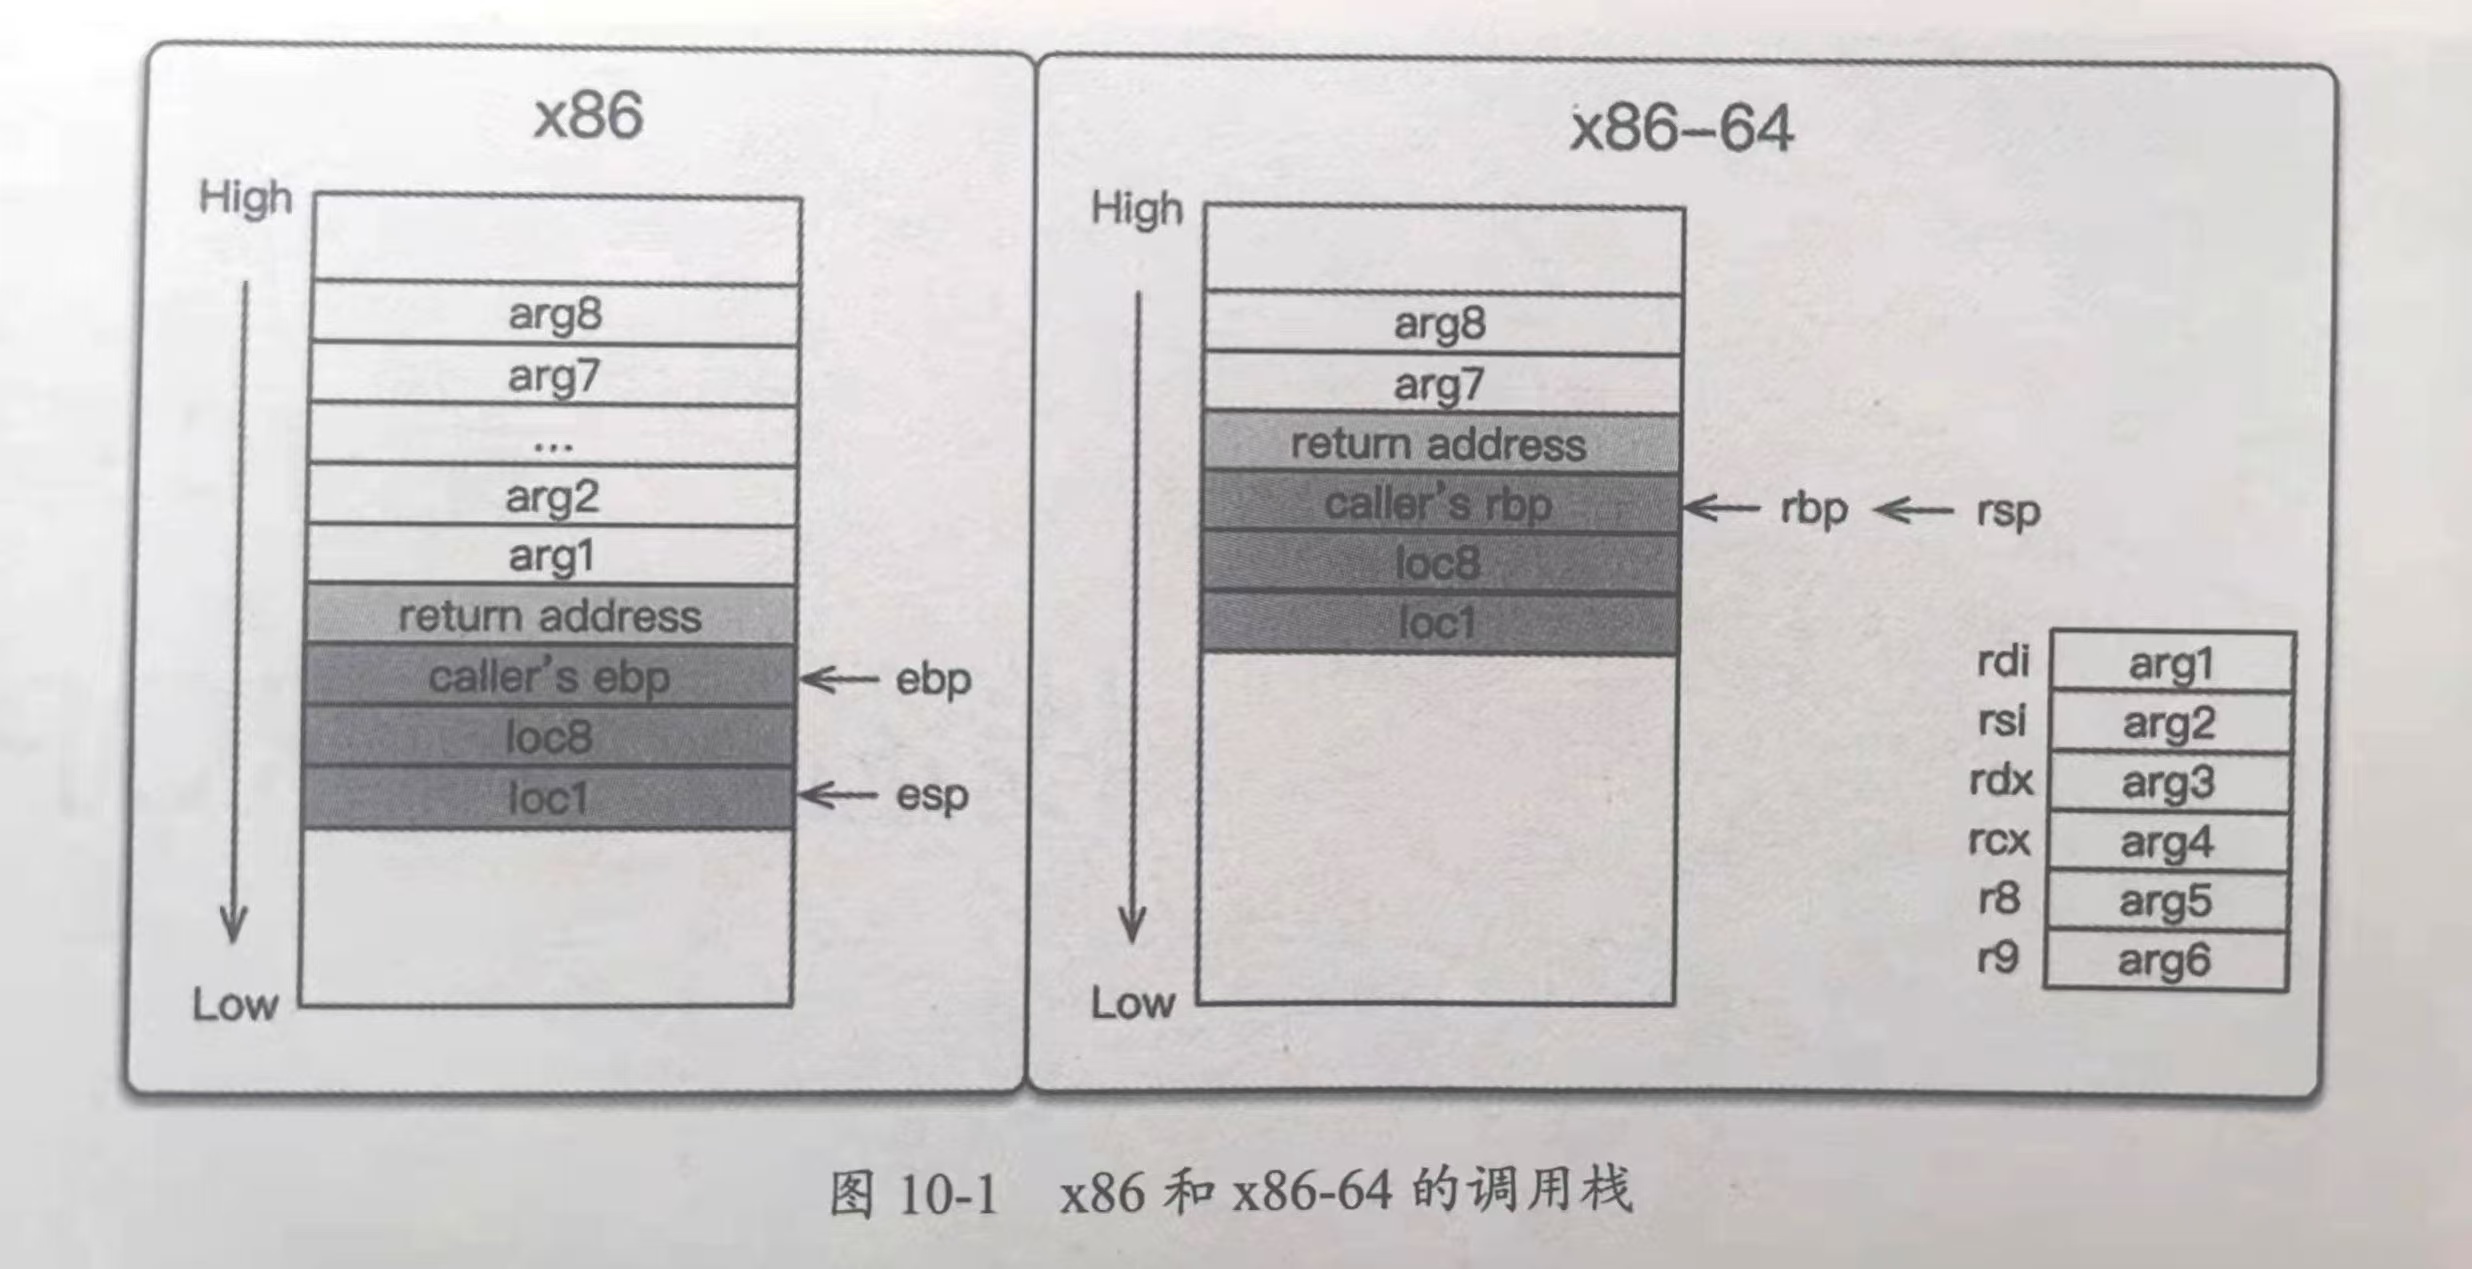 x86
High
arg8
arg7
...
arg2
arg1
return address
caller's ebp
ebp
loc8
loc1
esp
Low
x86-64
High
arg8
arg7
return address
caller's rbp
rbp
rsp
loc8
loc1
Low
rdi arg1
rsi arg2
rdx arg3
rcx arg4
r8 arg5
r9 arg6
图 10-1 x86 和 x86-64 的调用栈